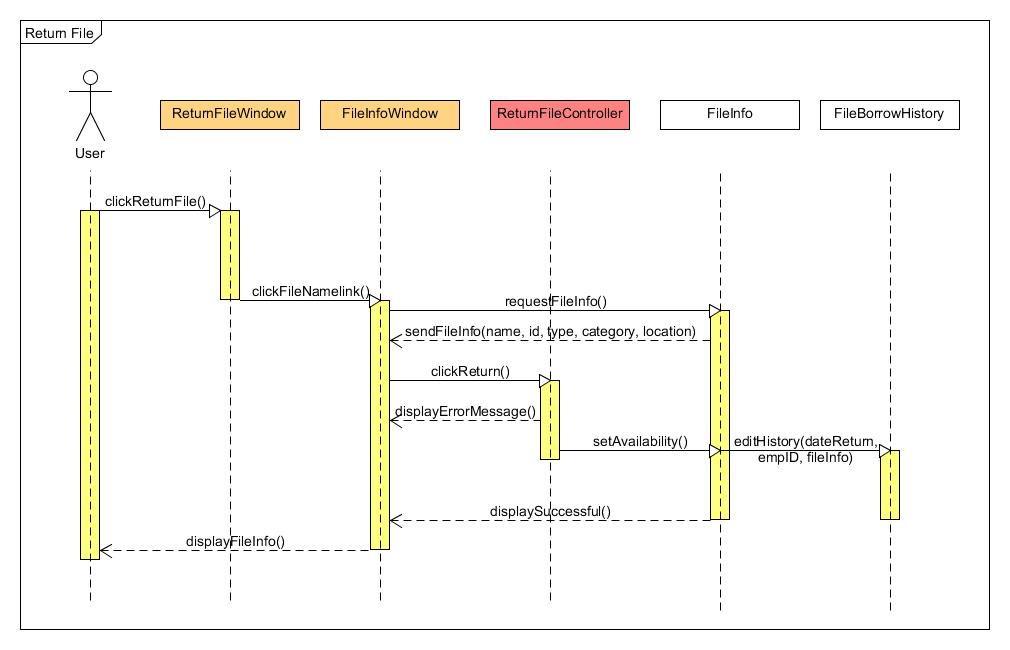 Return File
ReturnFileWindow
FileInfoWindow
ReturnFileController
FileInfo
FileBorrowHistory
User
clickReturnFile()
clickFileNamelink()
requestFileInfo()
sendFileInfo(name, id, type, category, location)
clickReturn()
displayErrorMessage()
setAvailability()
editHistory(dateReturn,
empID, fileInfo)
displaySuccessful()
displayFileInfo()